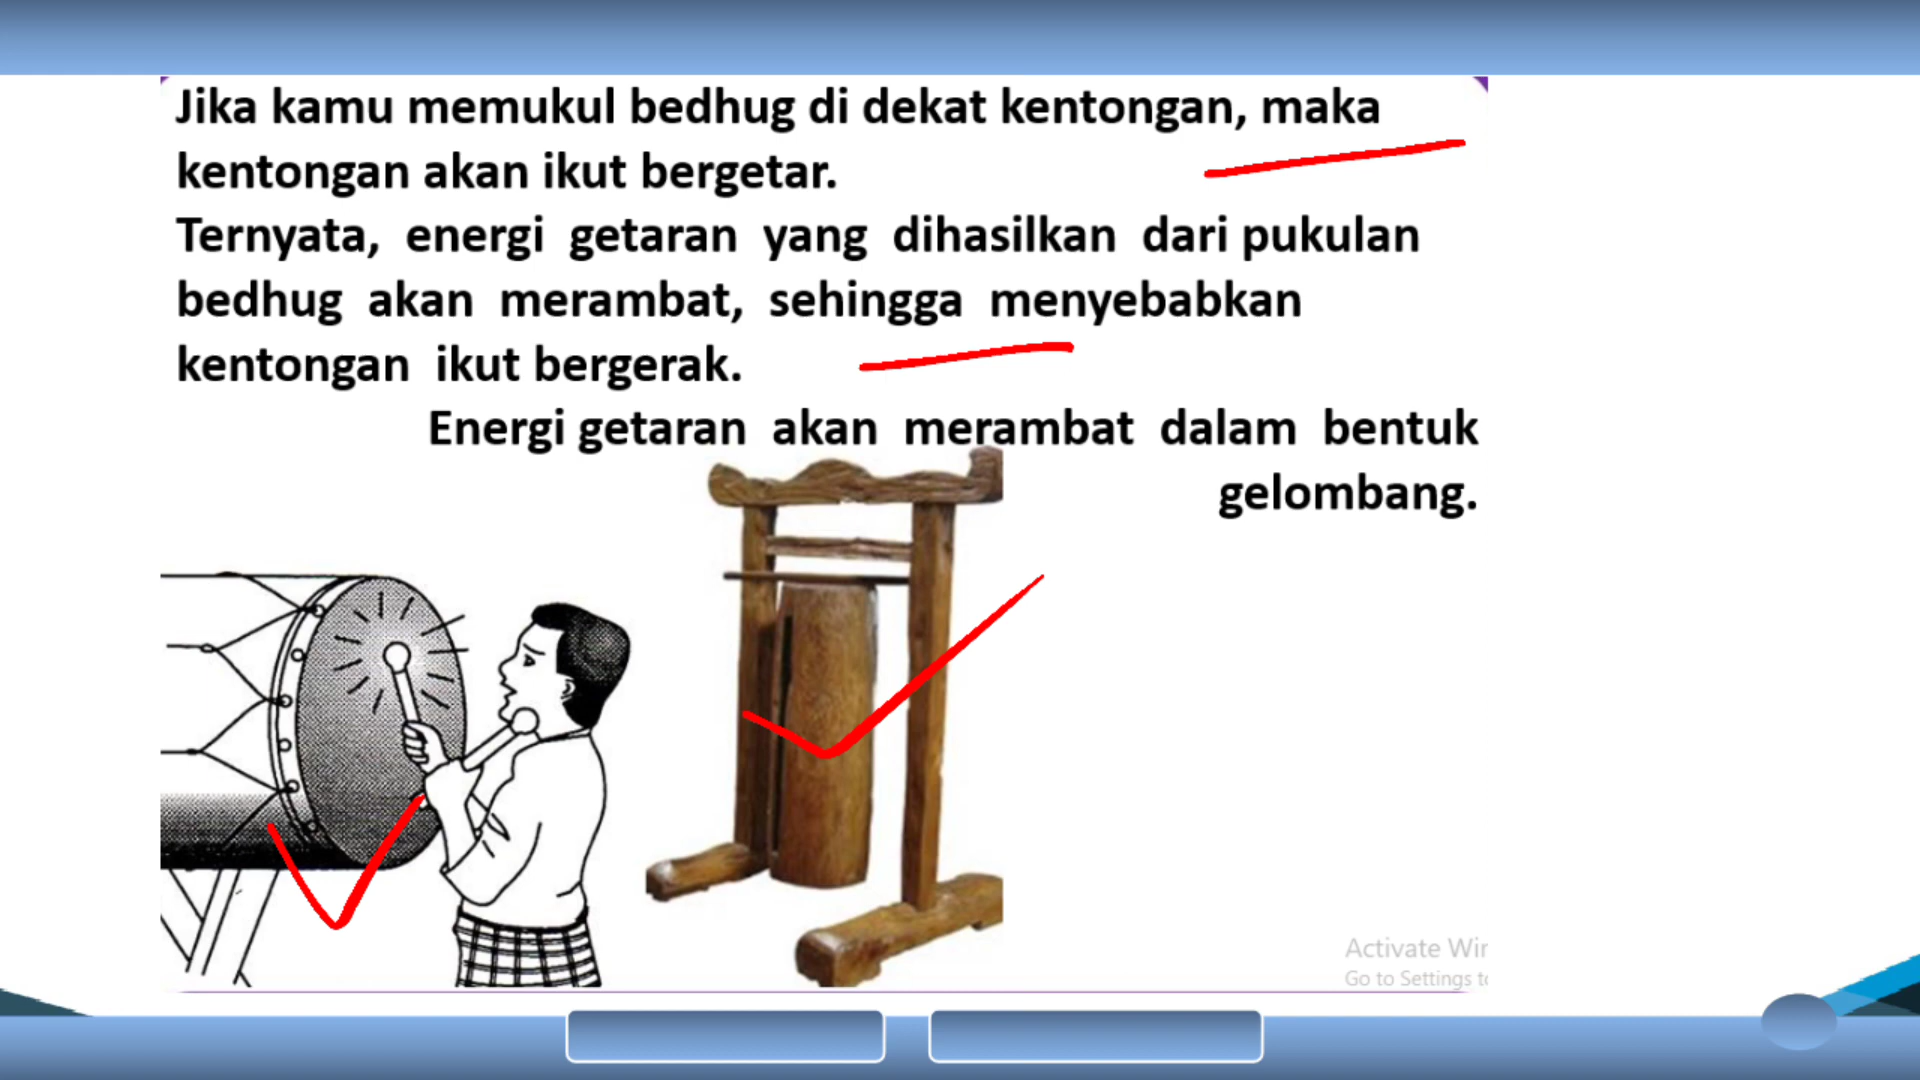 Jika kamu memukul bedhug di dekat kentongan, maka
kentongan akan ikut bergetar.
Ternyata, energi getaran yang dihasilkan dari pukulan
bedhug akan merambat, sehingga menyebabkan
kentongan ikut bergerak.
Energi getaran akan merambat dalam bentuk
gelombang.
Activate Wir
Go to Settings to